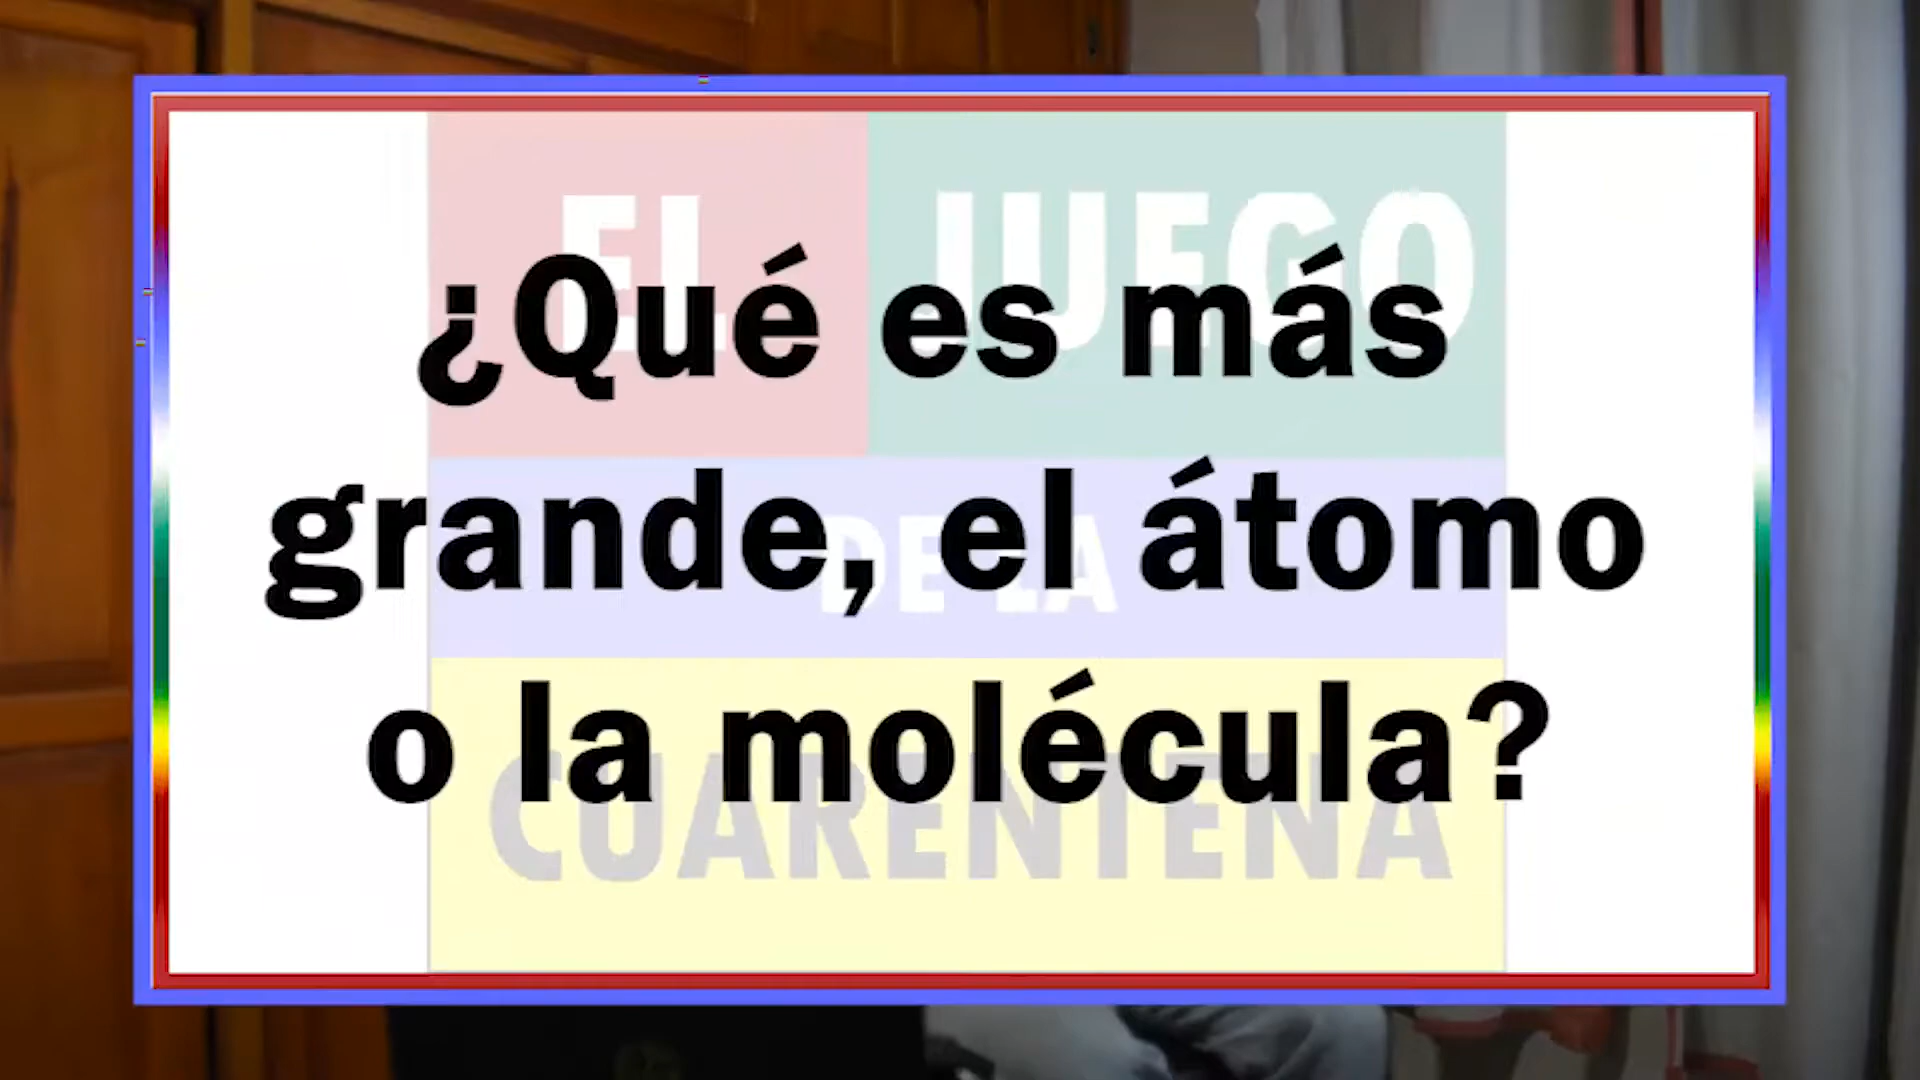 ¿Qué es más
grande, el átomo
o la molécula?
EL JUEGO
DE LA
CUARENTENA